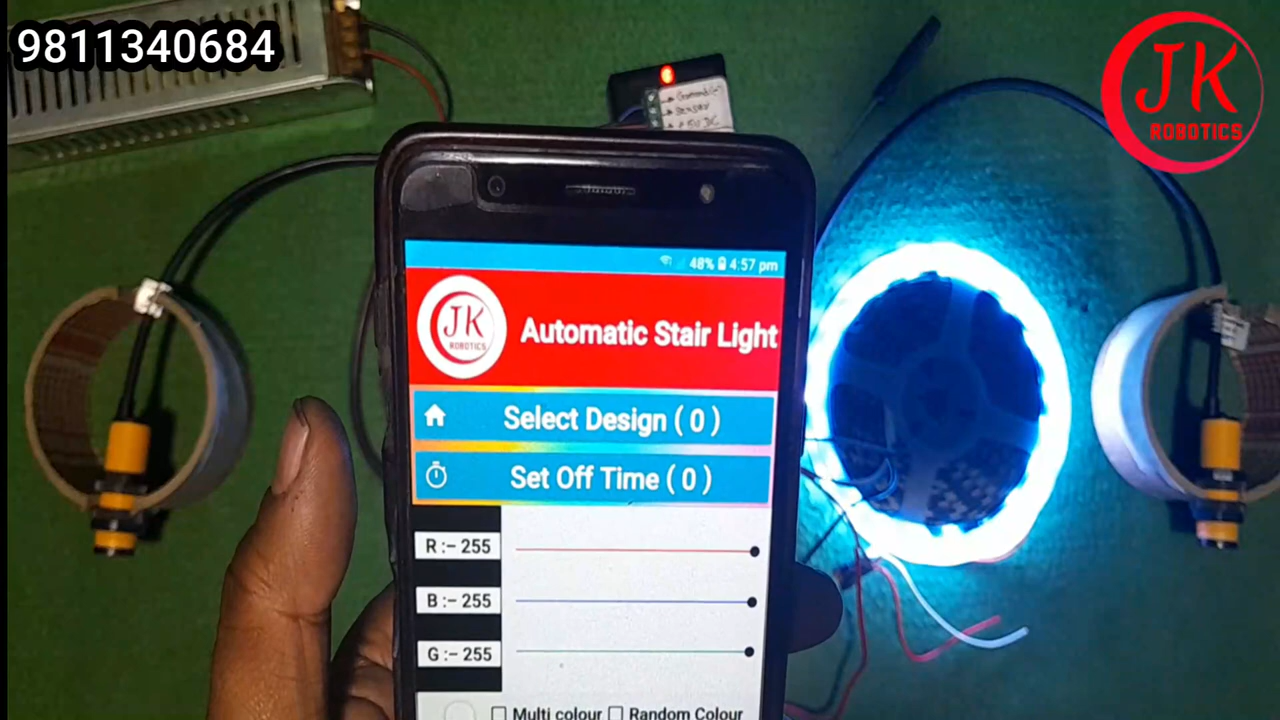 9811340684
JK
ROBOTICS
48% 4:57 pm
JK
ROBOTICS
Automatic Stair Light
Select Design ( 0 )
Set Off Time ( 0 )
R :– 255
B :– 255
G :– 255
Multi colour
Random Colour